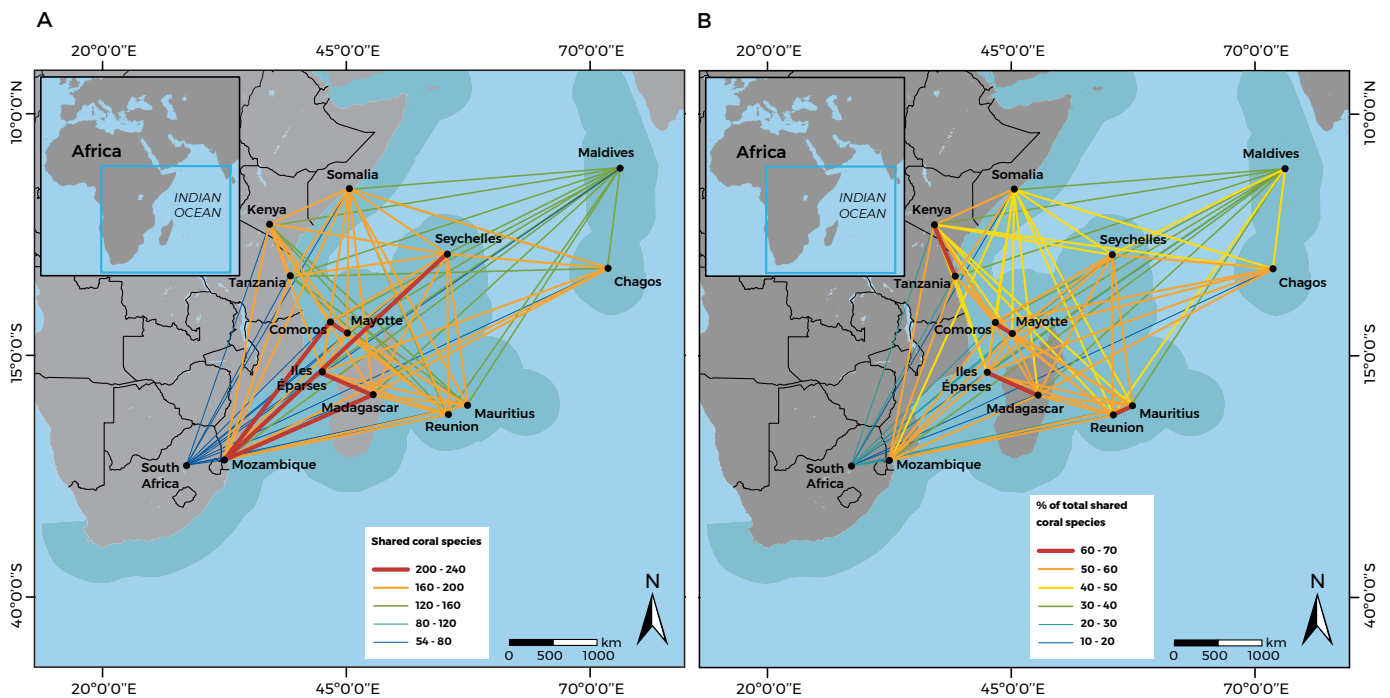 A
20°0'0"E
45°0'0"E
70°0'0"E
10°0'0"N
15°0'0"S
40°0'0"S
Africa
INDIAN
OCEAN
Maldives
Somalia
Kenya
Seychelles
Tanzania
Chagos
Comoros
Mayotte
Iles
Éparses
Madagascar
Mauritius
Reunion
South
Africa
Mozambique
Shared coral species
200 - 240
160 - 200
120 - 160
80 - 120
54 - 80
N
km
0 500 1000
20°0'0"E
45°0'0"E
70°0'0"E
B
20°0'0"E
45°0'0"E
70°0'0"E
Africa
INDIAN
OCEAN
Maldives
Somalia
Kenya
Seychelles
Tanzania
Chagos
Comoros
Mayotte
Iles
Éparses
Madagascar
Mauritius
Reunion
South
Africa
Mozambique
% of total shared
coral species
60 - 70
50 - 60
40 - 50
30 - 40
20 - 30
10 - 20
N
km
0 500 1000
10°0'0"N
15°0'0"S
40°0'0"S
20°0'0"E
45°0'0"E
70°0'0"E